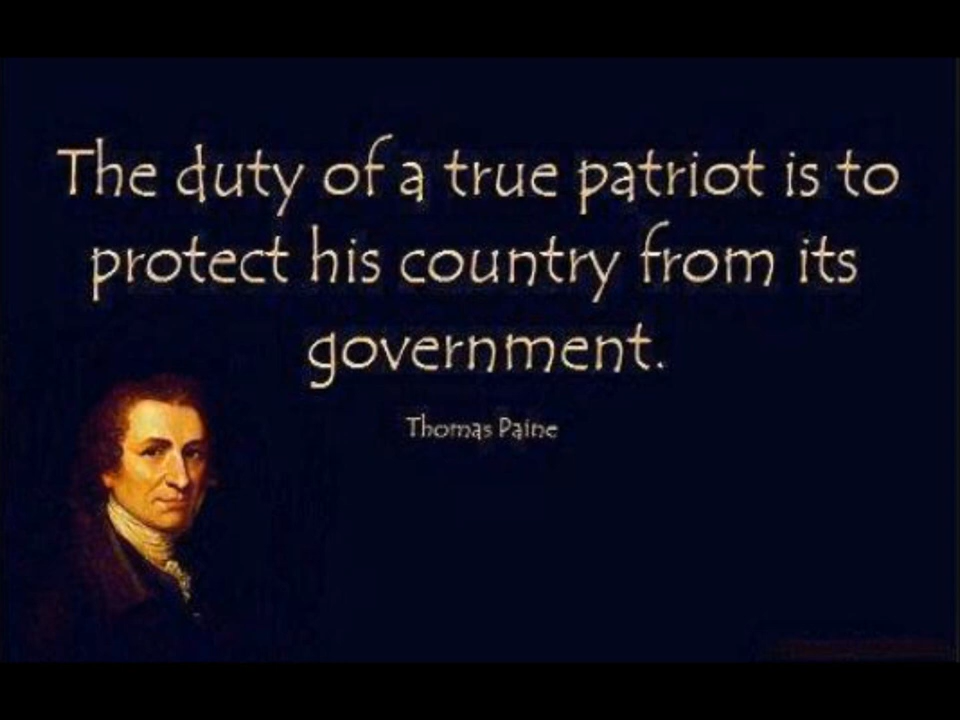 The duty of a true patriot is to
protect his country from its
government.
Thomas Paine